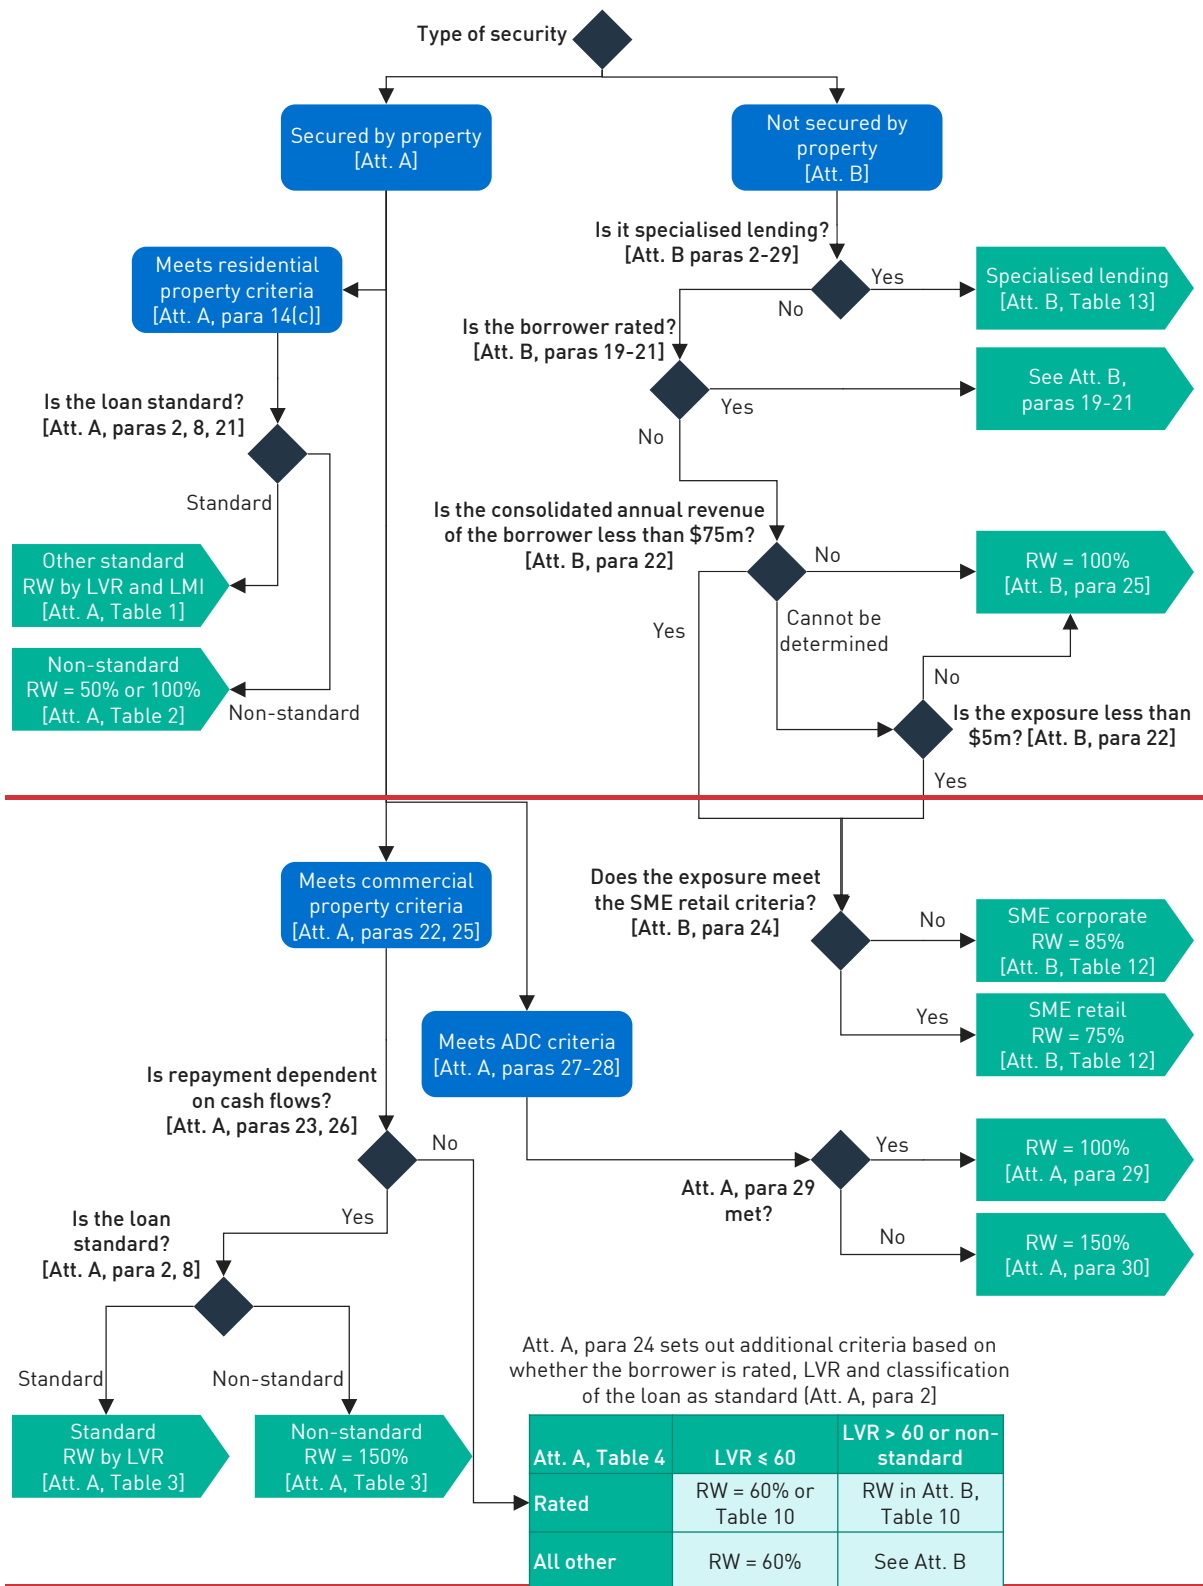 Type of security
Secured by property
[Att. A]
Not secured by
property
[Att. B]
Is it specialised lending?
[Att. B paras 2-29]
Yes
No
Specialised lending
[Att. B, Table 13]
Meets residential
property criteria
[Att. A, para 14(c)]
Is the borrower rated?
[Att. B, paras 19-21]
Yes
No
See Att. B,
paras 19-21
Is the loan standard?
[Att. A, paras 2, 8, 21]
Standard
Non-standard
Other standard
RW by LVR and LMI
[Att. A, Table 1]
Non-standard
RW = 50% or 100%
[Att. A, Table 2]
Is the consolidated annual revenue
of the borrower less than $75m?
[Att. B, para 22]
No
Yes
Cannot be
determined
RW = 100%
[Att. B, para 25]
No
Is the exposure less than
$5m? [Att. B, para 22]
Yes
Meets commercial
property criteria
[Att. A, paras 22, 25]
Does the exposure meet
the SME retail criteria?
[Att. B, para 24]
No
SME corporate
RW = 85%
[Att. B, Table 12]
Yes
SME retail
RW = 75%
[Att. B, Table 12]
Meets ADC criteria
[Att. A, paras 27-28]
Is repayment dependent
on cash flows?
[Att. A, paras 23, 26]
No
Yes
Att. A, para 29
met?
Yes
RW = 100%
[Att. A, para 29]
No
RW = 150%
[Att. A, para 30]
Is the loan
standard?
[Att. A, para 2, 8]
Standard
Non-standard
Standard
RW by LVR
[Att. A, Table 3]
Non-standard
RW = 150%
[Att. A, Table 3]
Att. A, para 24 sets out additional criteria based on
whether the borrower is rated, LVR and classification
of the loan as standard (Att. A, para 2]
Att. A, Table 4
LVR ≤ 60
LVR > 60 or non-
standard
Rated
RW = 60% or
Table 10
RW in Att. B,
Table 10
All other
RW = 60%
See Att. B